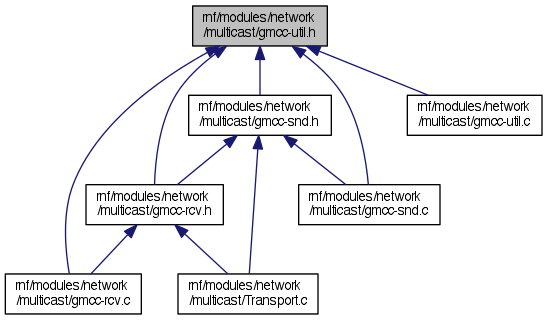 rnf/modules/network
/multicast/gmcc-util.h
rnf/modules/network
/multicast/gmcc-snd.h
rnf/modules/network
/multicast/gmcc-util.c
rnf/modules/network
/multicast/gmcc-rcv.h
rnf/modules/network
/multicast/gmcc-snd.c
rnf/modules/network
/multicast/gmcc-rcv.c
rnf/modules/network
/multicast/Transport.c